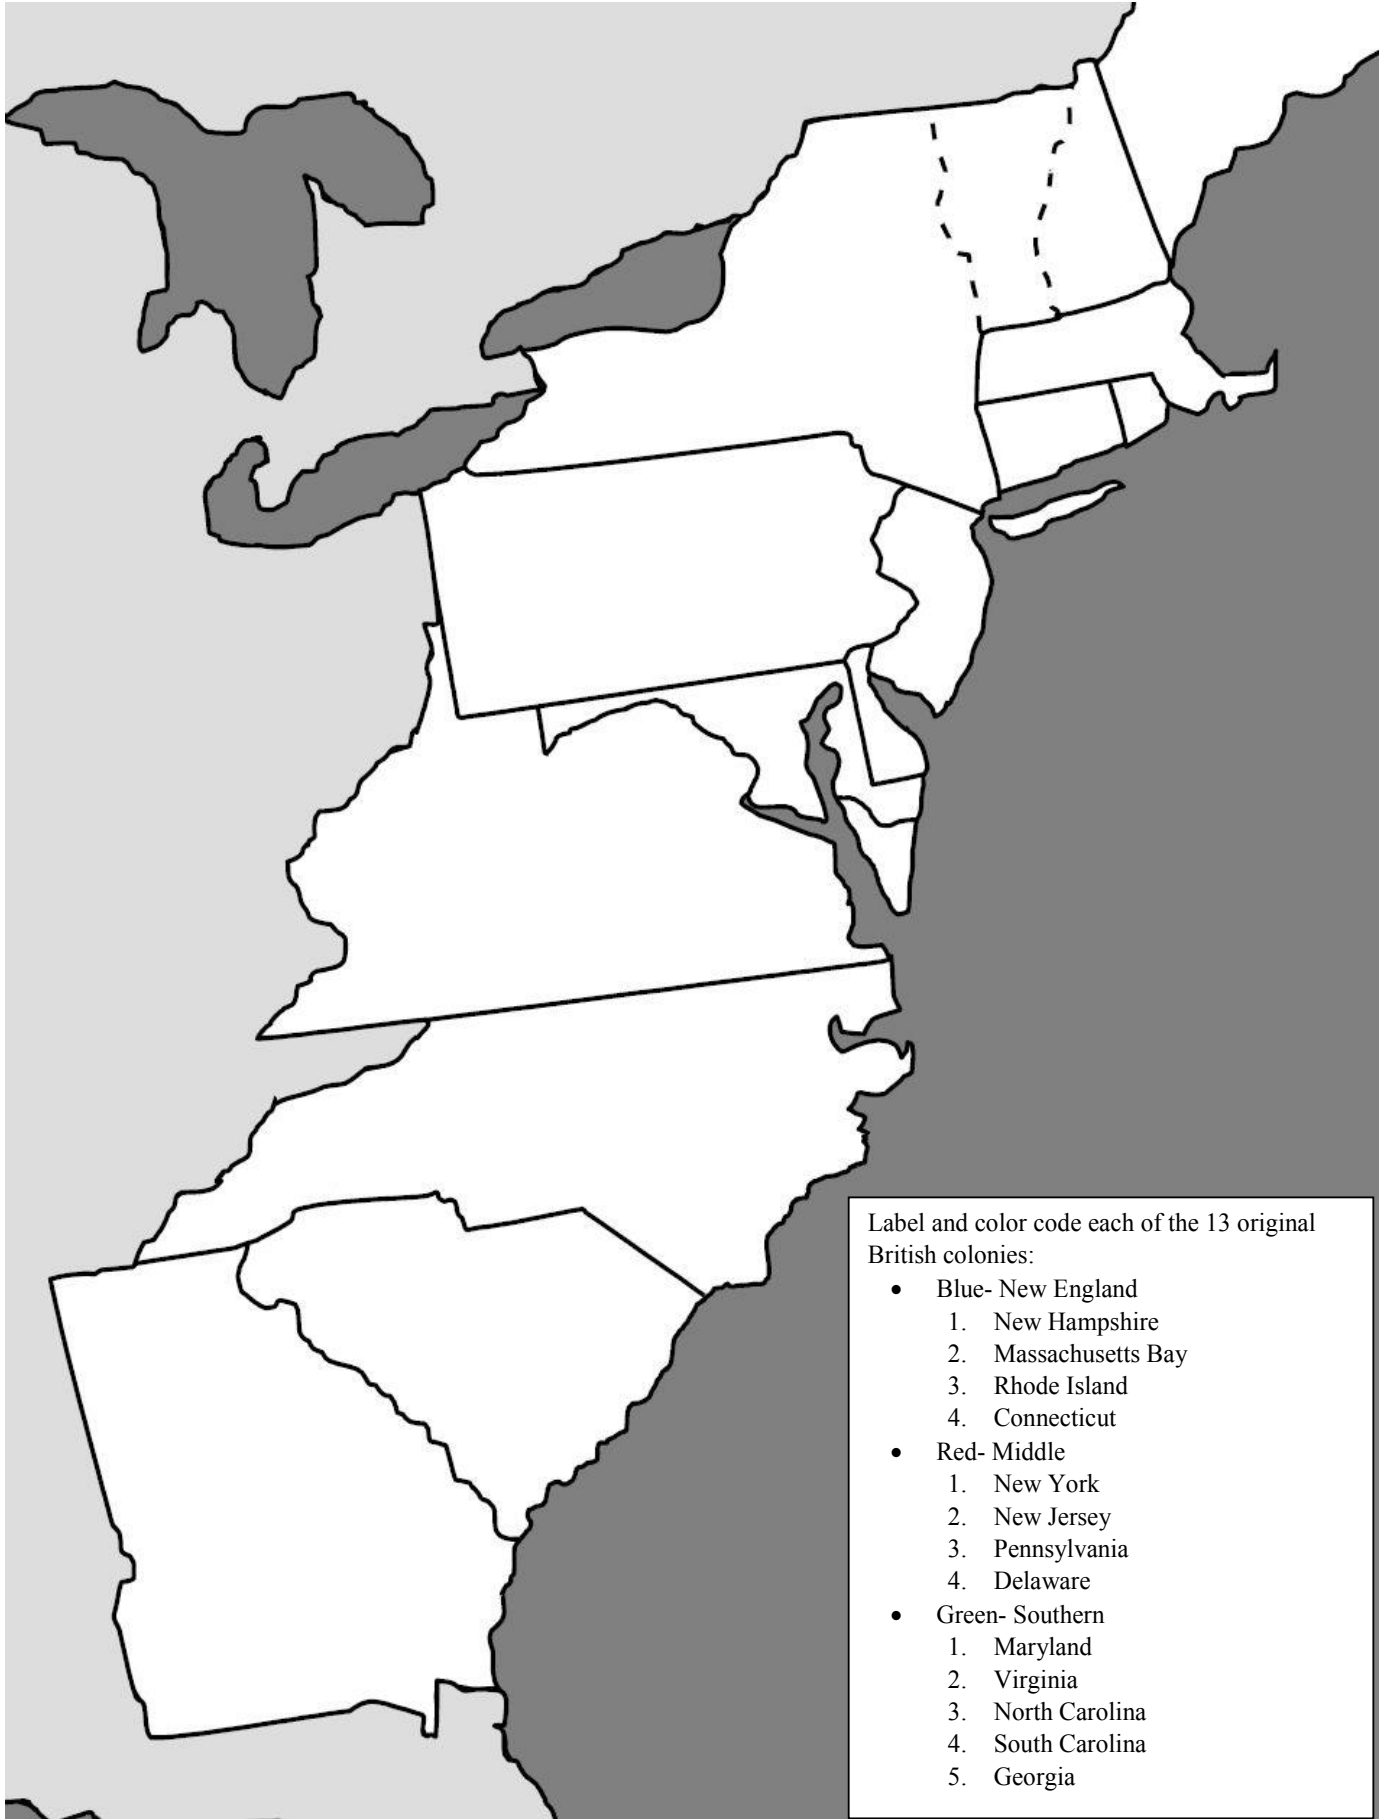 Label and color code each of the 13 original
British colonies:
• Blue- New England
1. New Hampshire
2. Massachusetts Bay
3. Rhode Island
4. Connecticut
• Red- Middle
1. New York
2. New Jersey
3. Pennsylvania
4. Delaware
• Green- Southern
1. Maryland
2. Virginia
3. North Carolina
4. South Carolina
5. Georgia